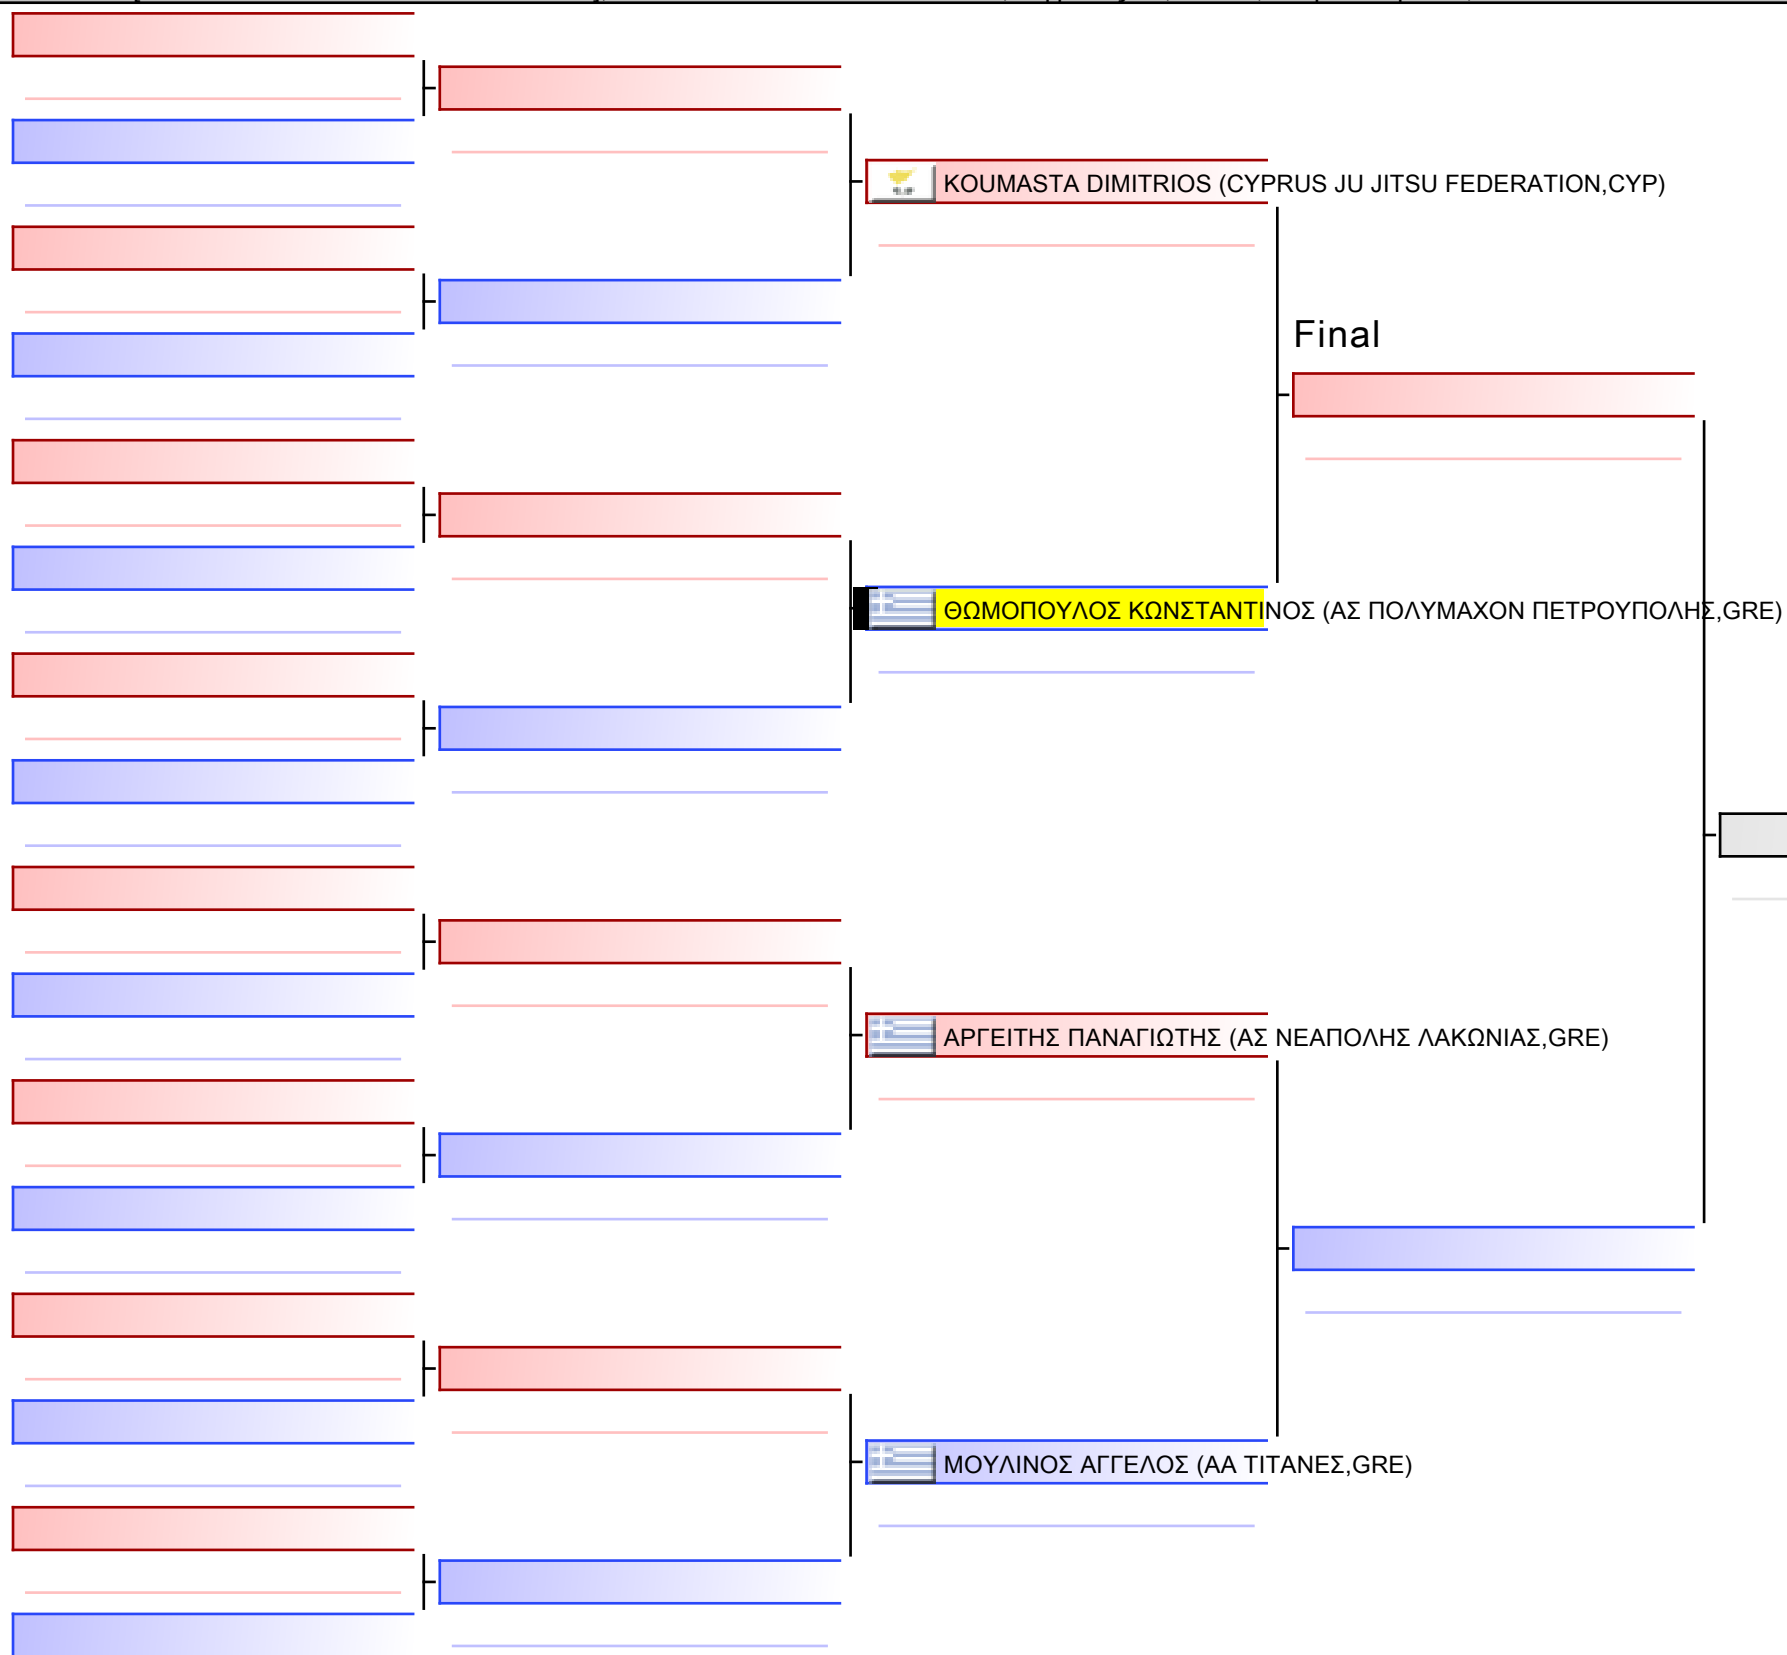 KOUMASTA DIMITRIOS (CYPRUS JU JITSU FEDERATION,CYP)
Final
ΘΩΜΟΠΟΥΛΟΣ ΚΩΝΣΤΑΝΤΙΝΟΣ (ΑΣ ΠΟΛΥΜΑΧΟΝ ΠΕΤΡΟΥΠΟΛΗΣ,GRE)
ΑΡΓΕΙΤΗΣ ΠΑΝΑΓΙΩΤΗΣ (ΑΣ ΝΕΑΠΟΛΗΣ ΛΑΚΩΝΙΑΣ,GRE)
ΜΟΥΛΙΝΟΣ ΑΓΓΕΛΟΣ (ΑΑ ΤΙΤΑΝΕΣ,GRE)